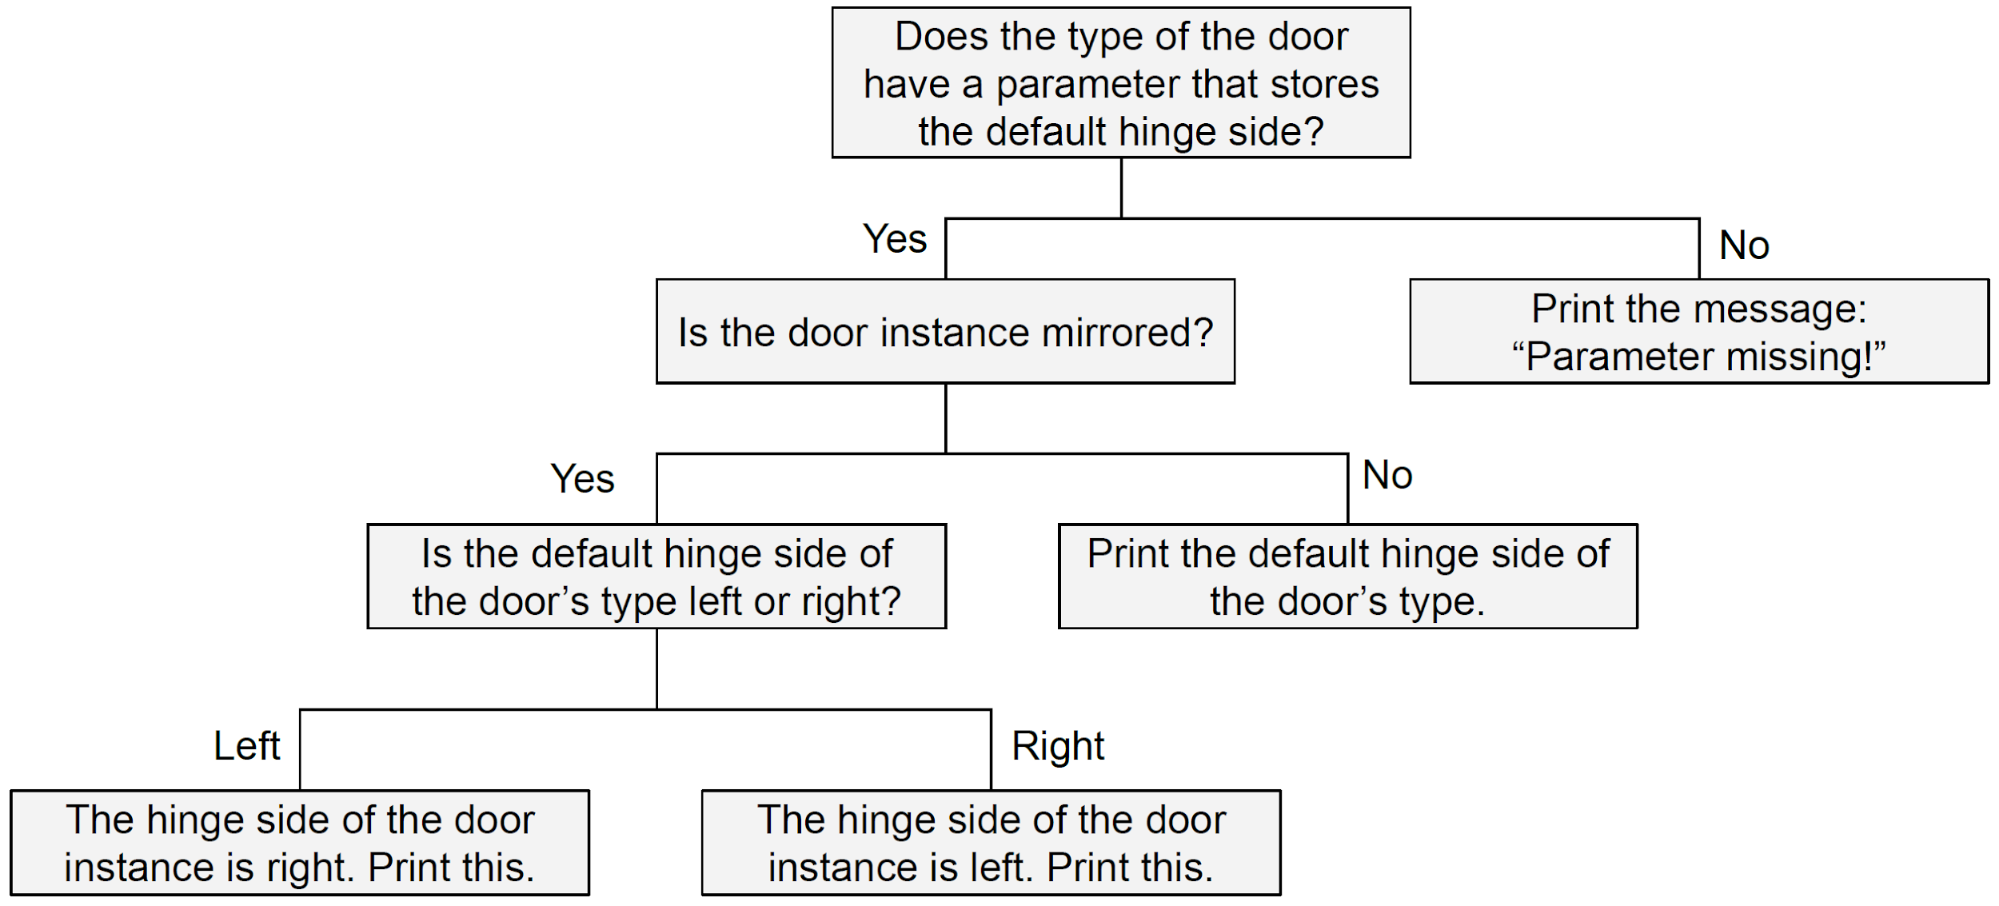 Does the type of the door
have a parameter that stores
the default hinge side?
Yes
No
Is the door instance mirrored?
Print the message:
“Parameter missing!”
Yes
No
Is the default hinge side of
the door’s type left or right?
Print the default hinge side of
the door’s type.
Left
Right
The hinge side of the door
instance is right. Print this.
The hinge side of the door
instance is left. Print this.